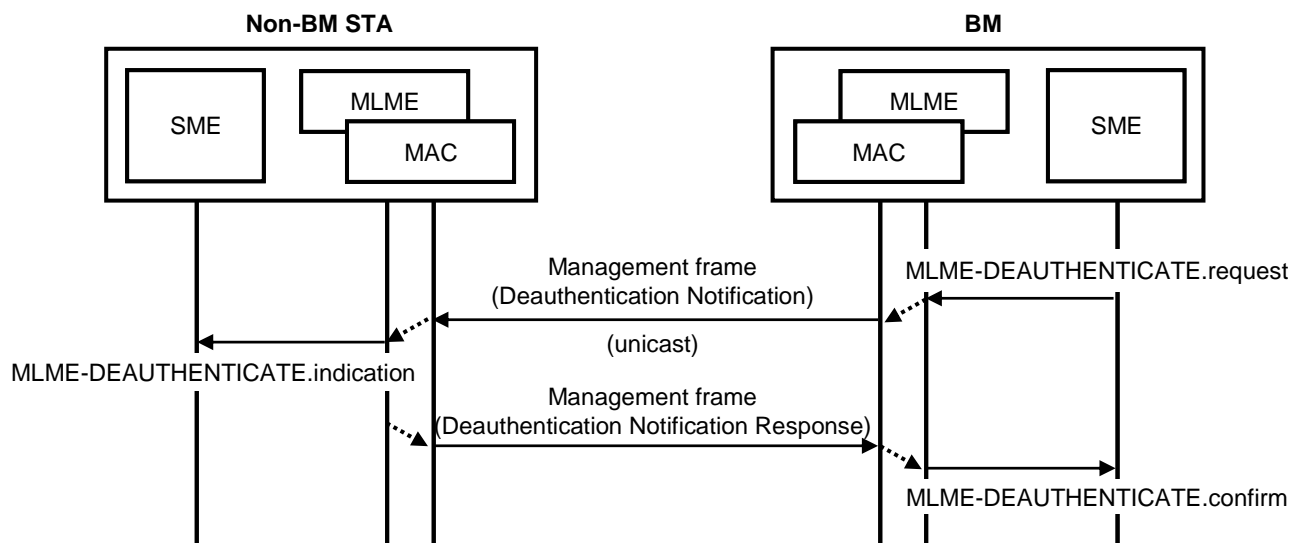 Non-BM STA
BM
SME
MLME
MAC
MLME
MAC
SME
MLME-DEAUTHENTICATE.request
Management frame
(Deauthentication Notification)
(unicast)
MLME-DEAUTHENTICATE.indication
Management frame
(Deauthentication Notification Response)
MLME-DEAUTHENTICATE.confirm